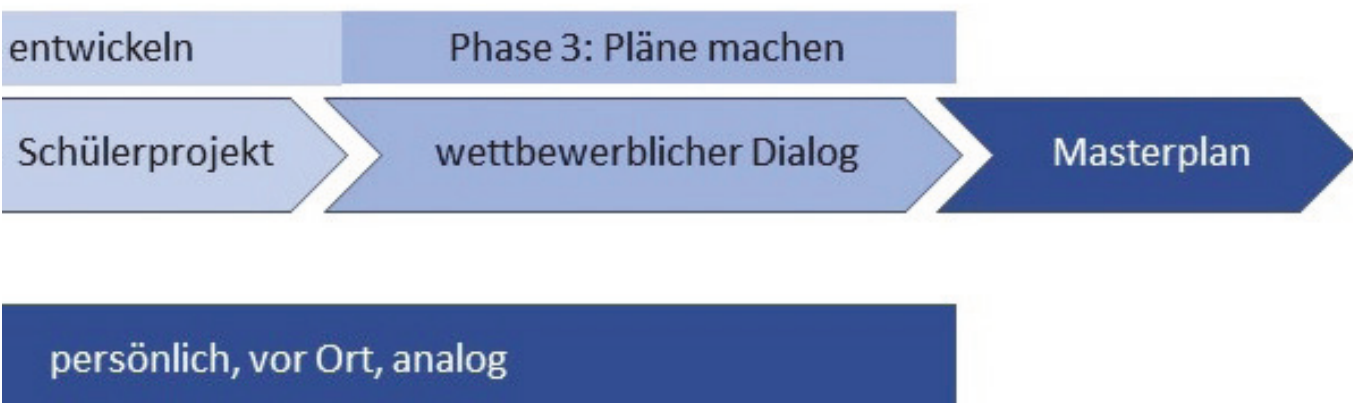 entwickeln Phase 3: Pläne machen
Schülerprojekt wettbewerblicher Dialog Masterplan
persönlich, vor Ort, analog